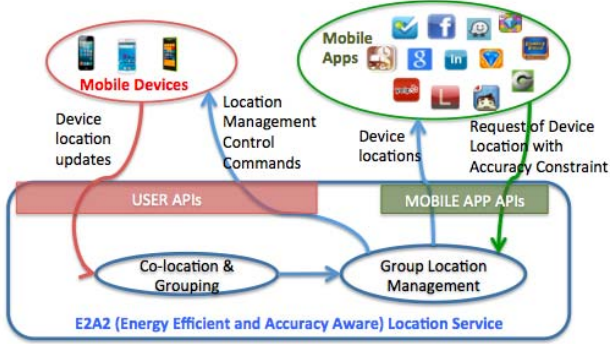 Mobile Devices
Mobile
Apps
f
g
in
yelp
L
Device
location
updates
Location
Management
Control
Commands
Device
locations
Request of Device
Location with
Accuracy Constraint
USER APIs
MOBILE APP APIs
Co-location &
Grouping
Group Location
Management
E2A2 (Energy Efficient and Accuracy Aware) Location Service